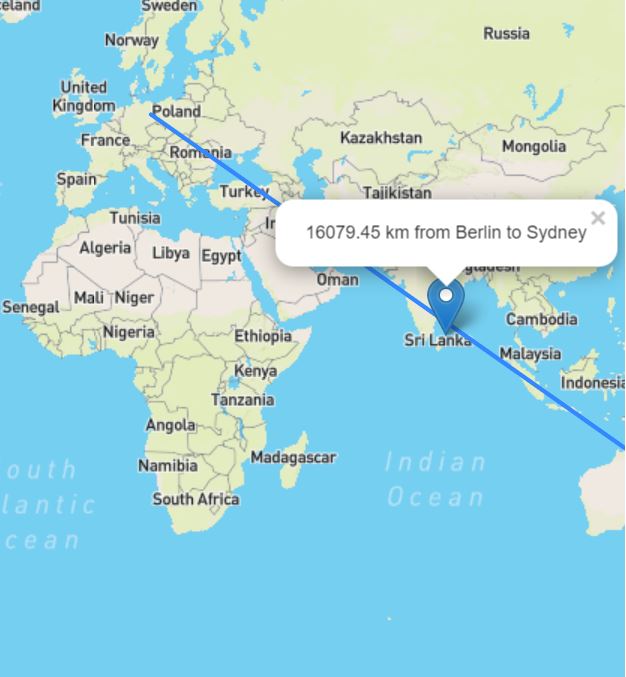 eland
Sweden
Norway
Russia
United
Kingdom
Poland
France
Kazakhstan
Mongolia
Romania
Spain
Turkey
Tajikistan
Tunisia
16079.45 km from Berlin to Sydney
×
Algeria
Libya
Egypt
Ir
gladesh
Oman
Mali
Niger
Senegal
Cambodia
Nigeria
Ethiopia
Sri Lanka
Malaysia
Kenya
Indonesia
Tanzania
Angola
Madagascar
Namibia
Indian
Ocean
outh
lantic
cean
South Africa